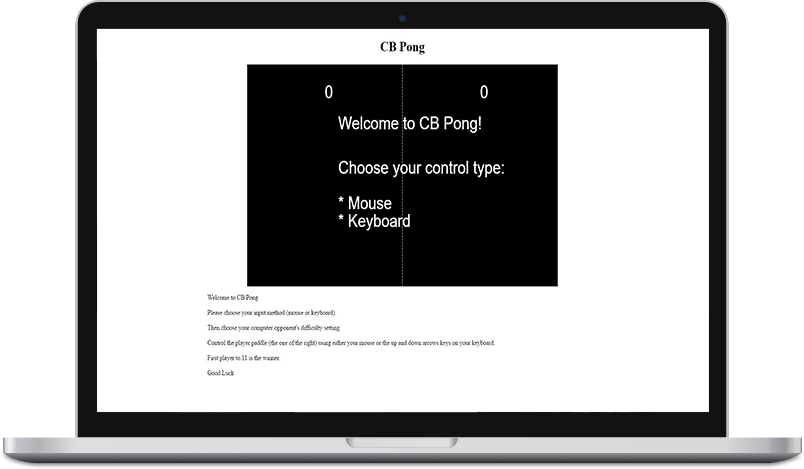 CB Pong
0 0
Welcome to CB Pong!
Choose your control type:
* Mouse
* Keyboard
Welcome to CB Pong
Please choose your input method (mouse or keyboard).
Then choose your computer opponent's difficulty setting.
Control the player paddle (the one of the right) using either your mouse or the up and down arrows keys on your keyboard.
First player to 11 is the winner.
Good Luck